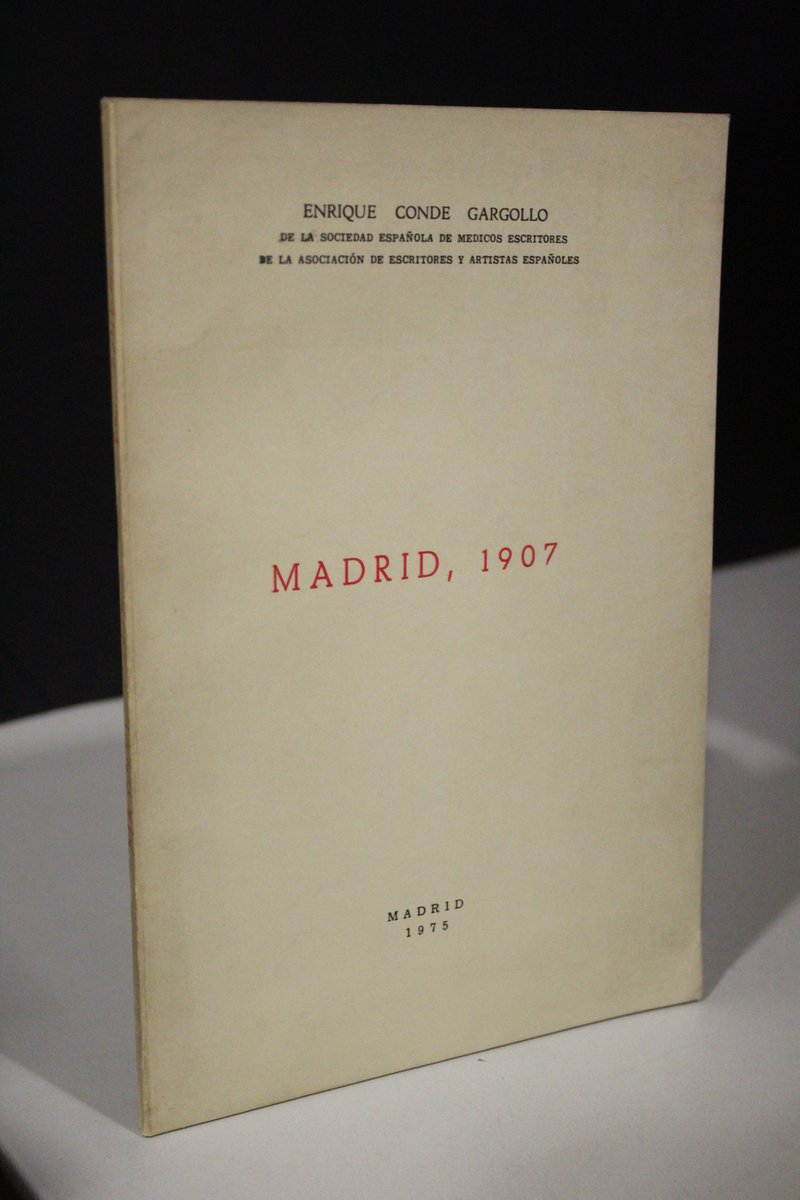 ENRIQUE CONDE GARGOLLO
DE LA SOCIEDAD ESPAÑOLA DE MEDICOS ESCRITORES
DE LA ASOCIACIÓN DE ESCRITORES Y ARTISTAS ESPAÑOLES
MADRID, 1907
MADRID
1975